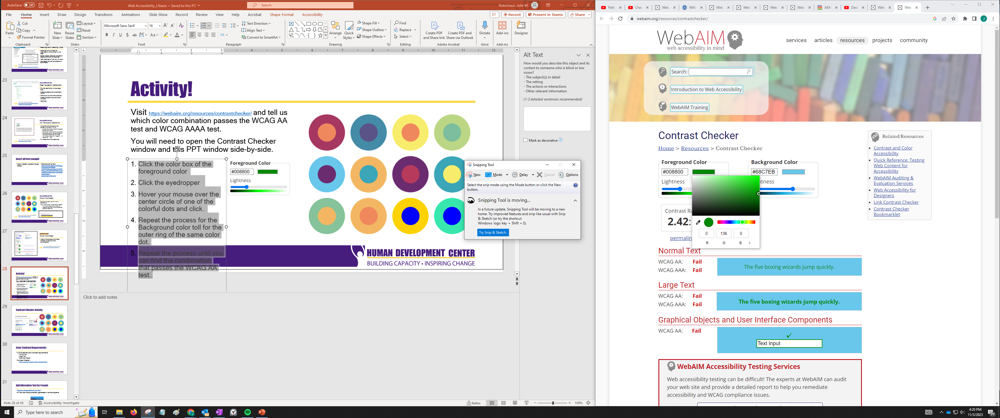 AutoSave Off
Web Accessibility_LStazio • Saved to this PC
Search
Robichaux, Jolie M.
File Home Insert Draw Design Transitions Animations Slide Show Record Review View Help Acrobat Shape Format Accessibility
Record Present in Teams Share
Paste
Cut
Copy
Format Painter
Clipboard
New Slide
Reuse Slides
Layout
Reset
Section
Slides
Microsoft Sans Serif 16
Font
Text Direction
Align Text
Convert to SmartArt
Paragraph
Arrange
Quick Styles
Shape Fill
Shape Outline
Shape Effects
Drawing
Find
Replace
Select
Editing
Create PDF and Share link
Create PDF and Share via Outlook
Adobe Acrobat
Dictate
Voice
Add-ins
Add-ins
Designer
23
Clear Navigation Mechanisms
24
Alt Text and Captions
25
Insert alt text example
26
Color Contrast
27
Color Contrast
28
Activity!
29
Contrast Checker Activity
30
Color Contrast Requirements
31
Add Alternative Text for Visuals
Activity!
Visit https://webaim.org/resources/contrastchecker/ and tell us
which color combination passes the WCAG AA
test and WCAG AAAA test.
You will need to open the Contrast Checker
window and PPT window side-by-side.
1. Click the color box of the
foreground color
2. Click the eyedropper
3. Hover your mouse over the
center circle of one of the
colorful dots and click.
4. Repeat the process for the
Background color toll for the
outer ring of the same color
dot.
5. Repeat the process until you
can find the combination
that passes the WCAG AA
test.
Foreground Color
#008800
Lightness
HUMAN DEVELOPMENT CENTER
BUILDING CAPACITY • INSPIRING CHANGE
Click to add notes
Alt Text
How would you describe this object and its
context to someone who is blind or low
vision?
- The subject(s) in detail
- The setting
- The actions or interactions
- Other relevant information
(1-2 detailed sentences recommended)
Mark as decorative
Snipping Tool
New Mode Delay Cancel Options
Select the snip mode using the Mode button or click the New
button.
Snipping Tool is moving...
In a future update, Snipping Tool will be moving to a new
home. Try improved features and snip like usual with Snip
& Sketch (or try the shortcut
Windows logo key + Shift + S).
Try Snip & Sketch
Slide 28 of 45 Accessibility: Investigate
Notes 109%
Patti Chec Web WAV Web Web Web Web AEM Desi Web Web
webaim.org/resources/contrastchecker/
WebAIM
web accessibility in mind
services articles resources projects community
Search:
Introduction to Web Accessibility
WebAIM Training
Contrast Checker
Home > Resources > Contrast Checker
Foreground Color
#008800
Lightness
Background Color
#68C7EB
ntness
Contrast Ra
2.42:
permalin
0 136 0
R G B
Normal Text
WCAG AA: Fail
WCAG AAA: Fail
The five boxing wizards jump quickly.
Large Text
WCAG AA: Fail
WCAG AAA: Fail
The five boxing wizards jump quickly.
Graphical Objects and User Interface Components
WCAG AA: Fail
Text Input
WebAIM Accessibility Testing Services
Web accessibility testing can be difficult! The experts at WebAIM can audit
your web site and provide a detailed report to help you remediate
accessibility and WCAG compliance issues.
Related Resources
Contrast and Color
Accessibility
Quick Reference: Testing
Web Content for
Accessibility
WebAIM Auditing &
Evaluation Services
Web Accessibility for
Designers
Link Contrast Checker
Contrast Checker
Bookmarklet
Type here to search
4:20 PM
11/3/2023
20